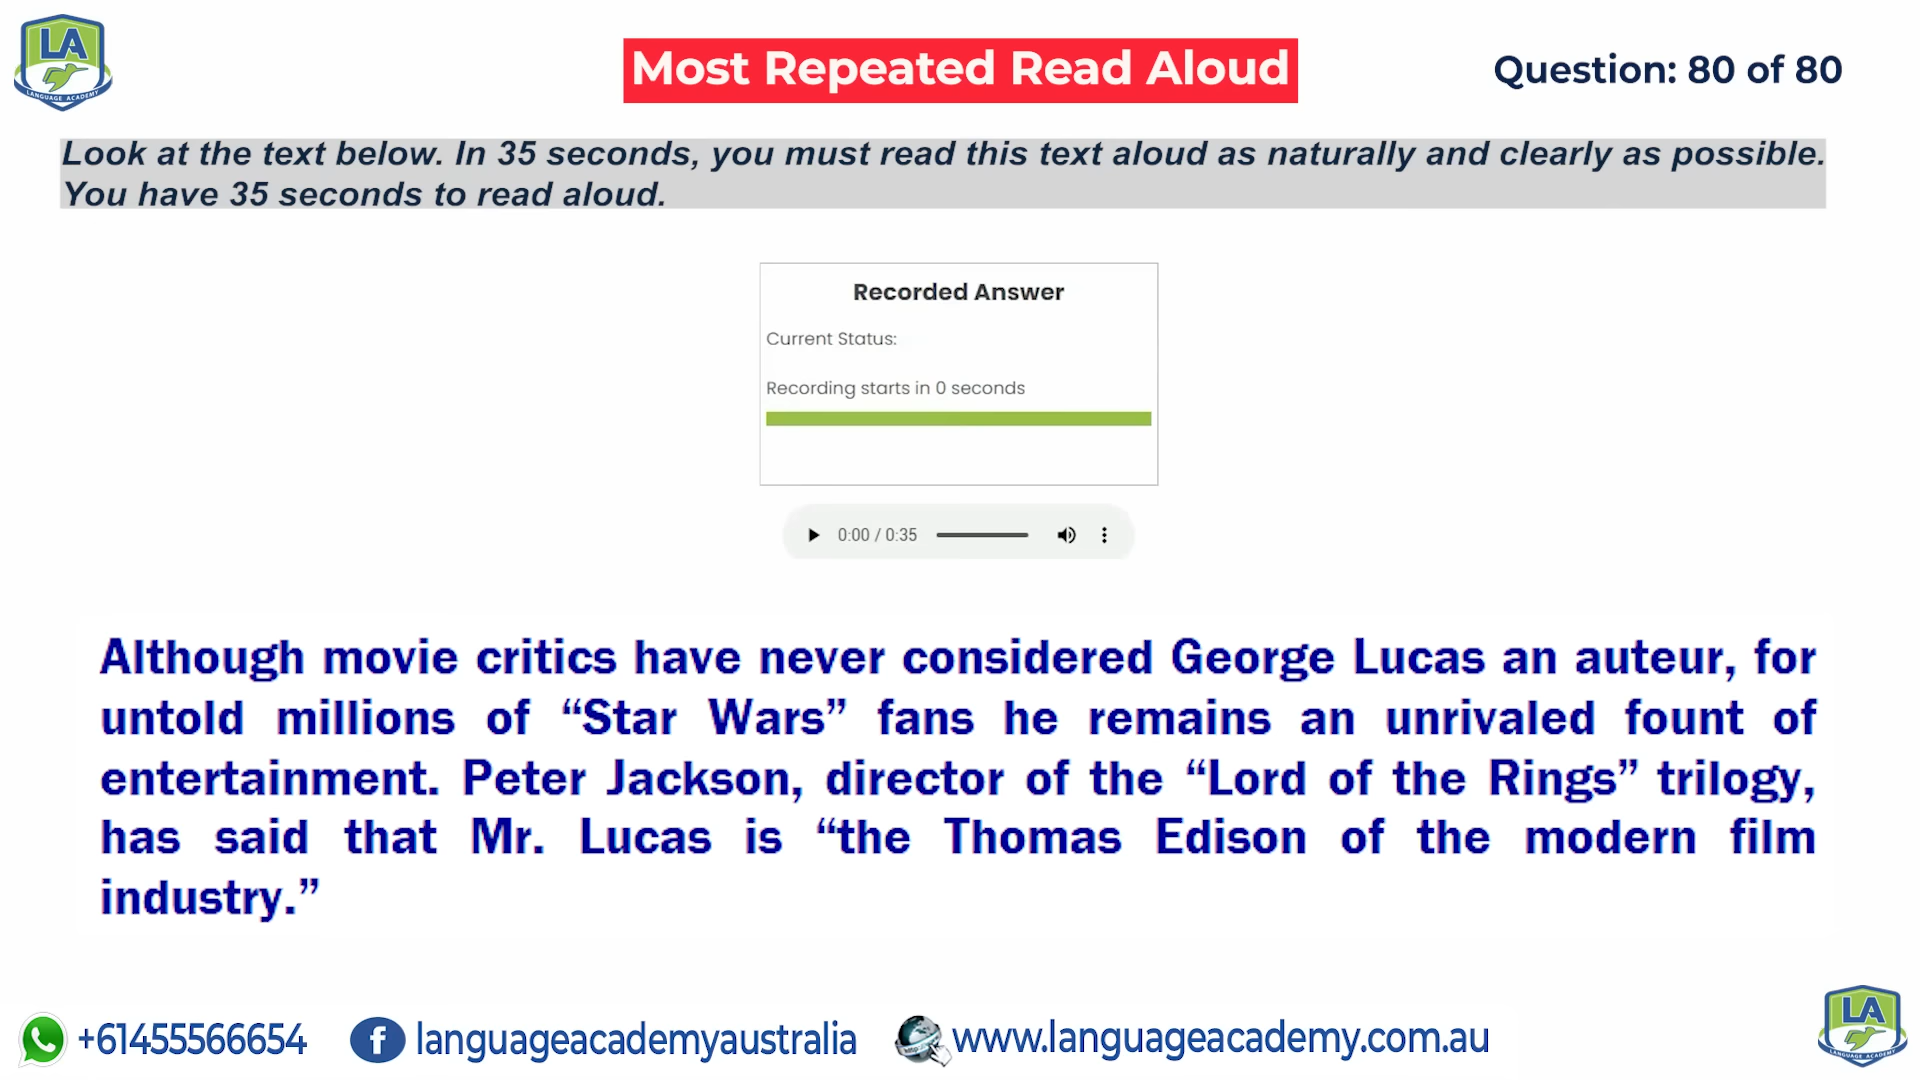 LA
LANGUAGE ACADEMY
Most Repeated Read Aloud
Question: 80 of 80
Look at the text below. In 35 seconds, you must read this text aloud as naturally and clearly as possible.
You have 35 seconds to read aloud.
Recorded Answer
Current Status:
Recording starts in 0 seconds
0:00 / 0:35
Although movie critics have never considered George Lucas an auteur, for
untold millions of “Star Wars” fans he remains an unrivaled fount of
entertainment. Peter Jackson, director of the “Lord of the Rings” trilogy,
has said that Mr. Lucas is “the Thomas Edison of the modern film
industry.”
+61455566654
languageacademyaustralia
www.languageacademy.com.au
LA
LANGUAGE ACADEMY